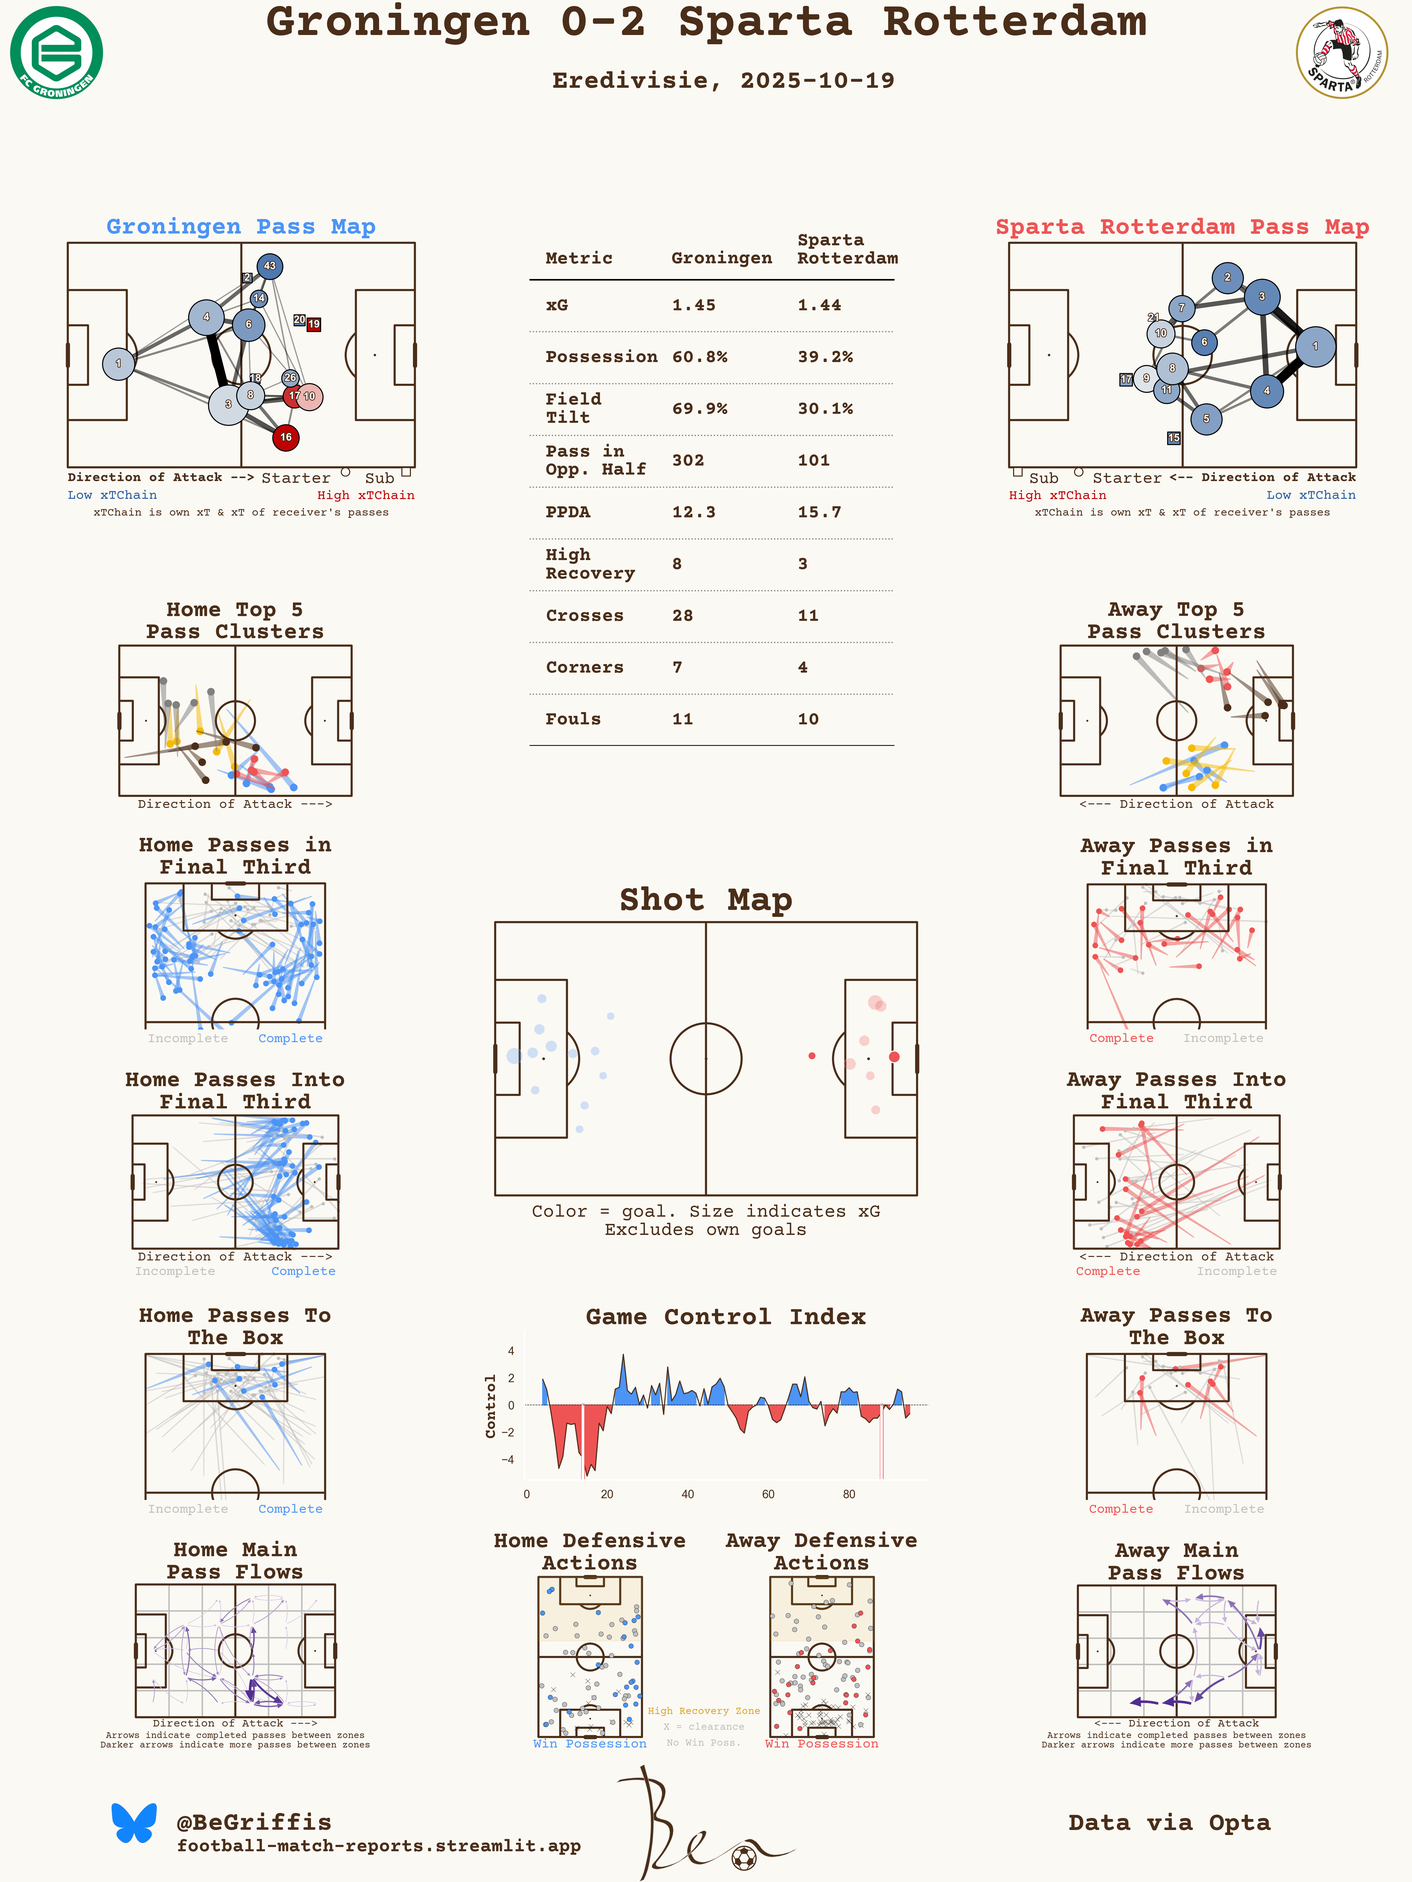 Groningen 0-2 Sparta Rotterdam
Eredivisie, 2025-10-19
FC GRONINGEN
SPARTA
ROTTERDAM
Groningen Pass Map
43
2
14
4
6
20
19
1
26
18
3
8
17
10
16
Direction of Attack --> Starter Sub
Low xTChain High xTChain
xTChain is own xT & xT of receiver's passes
Metric Groningen Sparta Rotterdam
xG 1.45 1.44
Possession 60.8% 39.2%
Field Tilt 69.9% 30.1%
Pass in Opp. Half 302 101
PPDA 12.3 15.7
High Recovery 8 3
Crosses 28 11
Corners 7 4
Fouls 11 10
Sparta Rotterdam Pass Map
2
3
7
21
10
6
1
8
17
9
11
4
5
15
Sub Starter <-- Direction of Attack
High xTChain Low xTChain
xTChain is own xT & xT of receiver's passes
Home Top 5
Pass Clusters
Direction of Attack --->
Away Top 5
Pass Clusters
<--- Direction of Attack
Home Passes in
Final Third
Incomplete Complete
Away Passes in
Final Third
Complete Incomplete
Shot Map
Color = goal. Size indicates xG
Excludes own goals
Home Passes Into
Final Third
Direction of Attack --->
Incomplete Complete
Away Passes Into
Final Third
<--- Direction of Attack
Complete Incomplete
Home Passes To
The Box
Incomplete Complete
Game Control Index
Control
4
2
0
−2
−4
0 20 40 60 80
Away Passes To
The Box
Complete Incomplete
Home Main
Pass Flows
Direction of Attack --->
Arrows indicate completed passes between zones
Darker arrows indicate more passes between zones
Home Defensive
Actions
Win Possession
High Recovery Zone
X = clearance
No Win Poss.
Away Defensive
Actions
Win Possession
Away Main
Pass Flows
<--- Direction of Attack
Arrows indicate completed passes between zones
Darker arrows indicate more passes between zones
@BeGriffis
football-match-reports.streamlit.app
Ben
Data via Opta